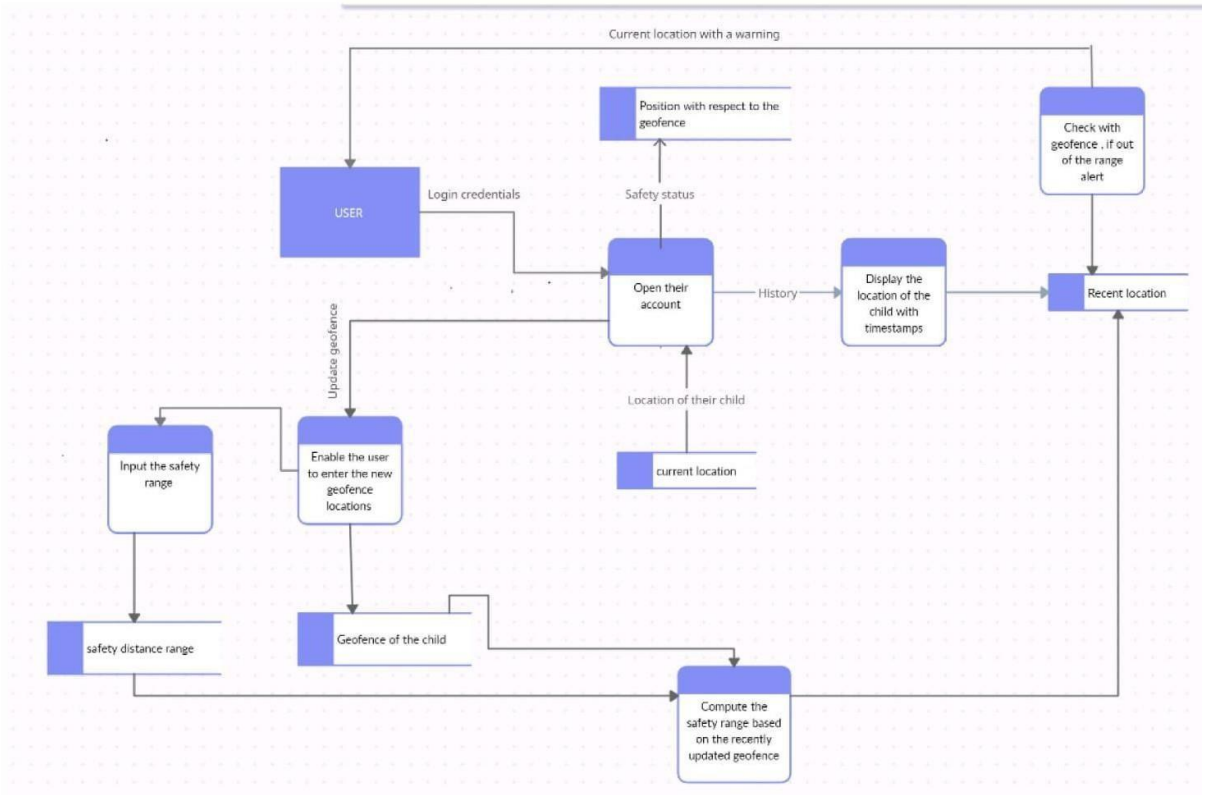 Current location with a warning
Position with respect to the
geofence
Check with
geofence , if out
of the range
alert
Login credentials
USER
Safety status
Open their
account
History
Display the
location of the
child with
timestamps
Recent location
Update geofence
Location of their child
current location
Input the safety
range
Enable the user
to enter the new
geofence
locations
safety distance range
Geofence of the child
Compute the
safety range based
on the recently
updated geofence